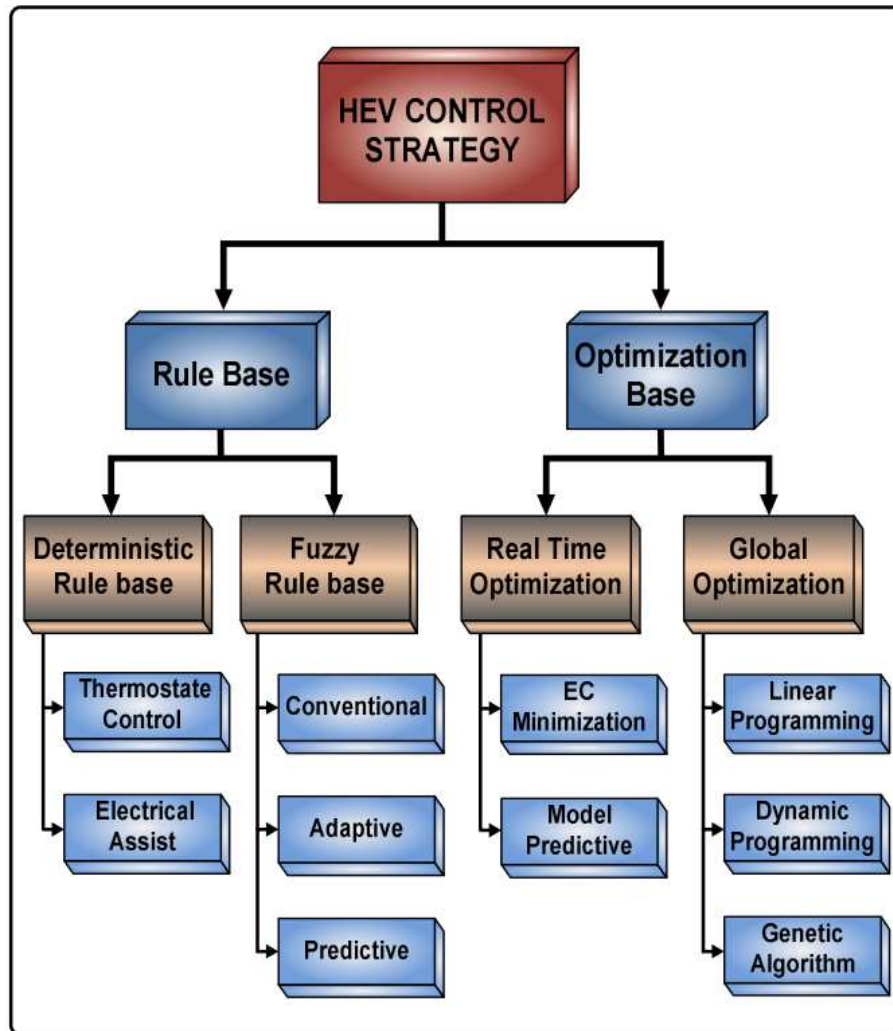 HEV CONTROL
STRATEGY
Rule Base
Optimization
Base
Deterministic
Rule base
Fuzzy
Rule base
Real Time
Optimization
Global
Optimization
Thermostate
Control
Conventional
EC
Minimization
Linear
Programming
Electrical
Assist
Adaptive
Model
Predictive
Dynamic
Programming
Predictive
Genetic
Algorithm